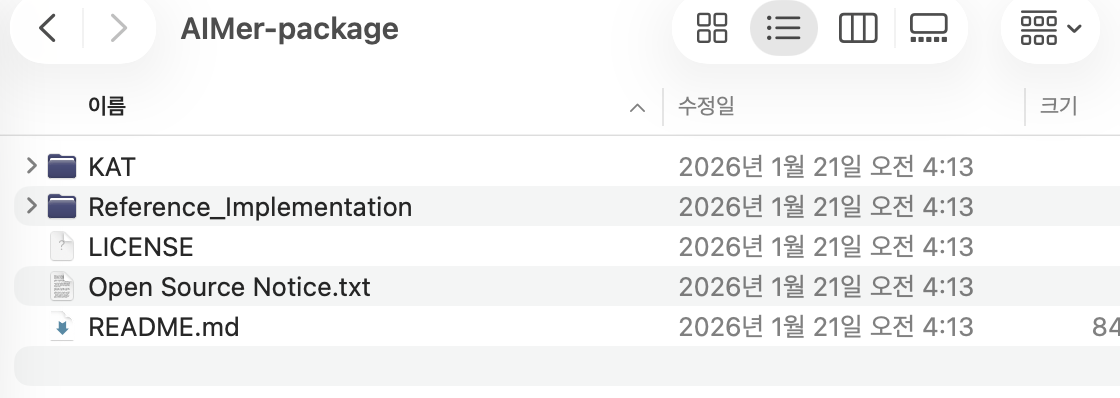 AIMer-package
이름 수정일 크기
KAT 2026년 1월 21일 오전 4:13
Reference_Implementation 2026년 1월 21일 오전 4:13
LICENSE 2026년 1월 21일 오전 4:13
Open Source Notice.txt 2026년 1월 21일 오전 4:13
README.md 2026년 1월 21일 오전 4:13 84